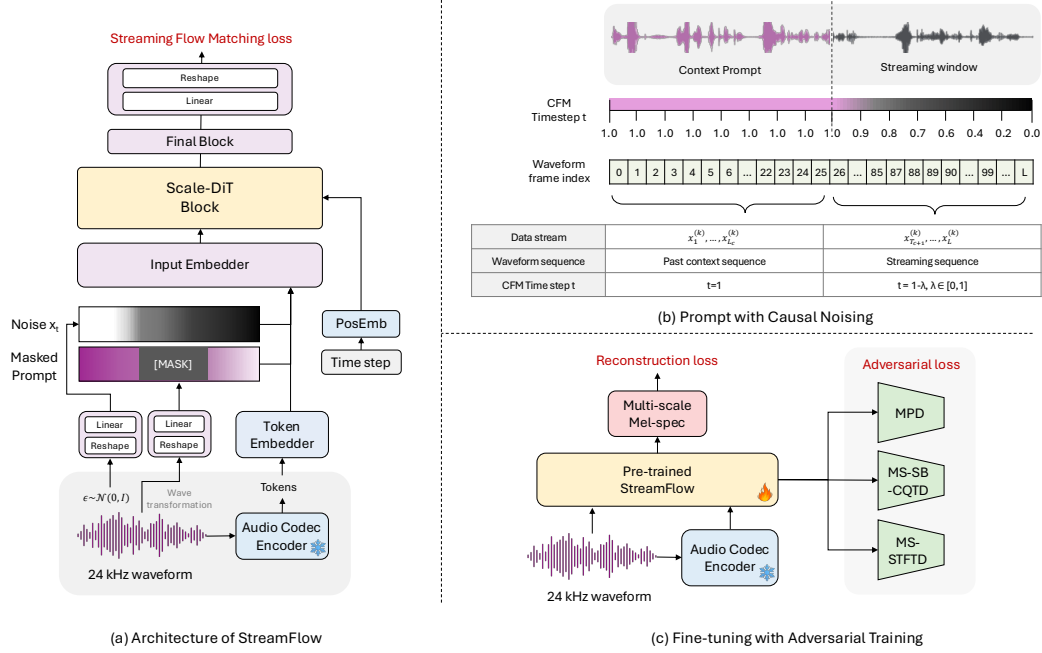 Streaming Flow Matching loss
Reshape
Linear
Final Block
Scale-DiT
Block
Input Embedder
Noise xt
Masked
Prompt
[MASK]
PosEmb
Time step
Linear
Reshape
Linear
Reshape
Token
Embedder
ϵ~𝒩(0, I)
Wave
transformation
Tokens
Audio Codec
Encoder
24 kHz waveform
(a) Architecture of StreamFlow
Context Prompt
Streaming window
CFM
Timestep t
1.0 1.0 1.0 1.0 1.0 1.0 1.0 1.0 1.0 0.9 0.8 0.6 0.4 0.2 0.0
Waveform
frame index
0 1 2 3 4 5 6 ... 22 23 24 25 26 ... 85 87 88 89 90 ... 99 ... L
Data stream x_1^(k), ..., x_{L_c}^(k) x_{T_{c+1}}^(k), ..., x_L^(k)
Waveform sequence Past context sequence Streaming sequence
CFM Time step t t=1 t = 1-λ, λ ∈ [0,1]
(b) Prompt with Causal Noising
Reconstruction loss
Multi-scale
Mel-spec
Pre-trained
StreamFlow
Audio Codec
Encoder
24 kHz waveform
Adversarial loss
MPD
MS-SB
-CQTD
MS-
STFTD
(c) Fine-tuning with Adversarial Training